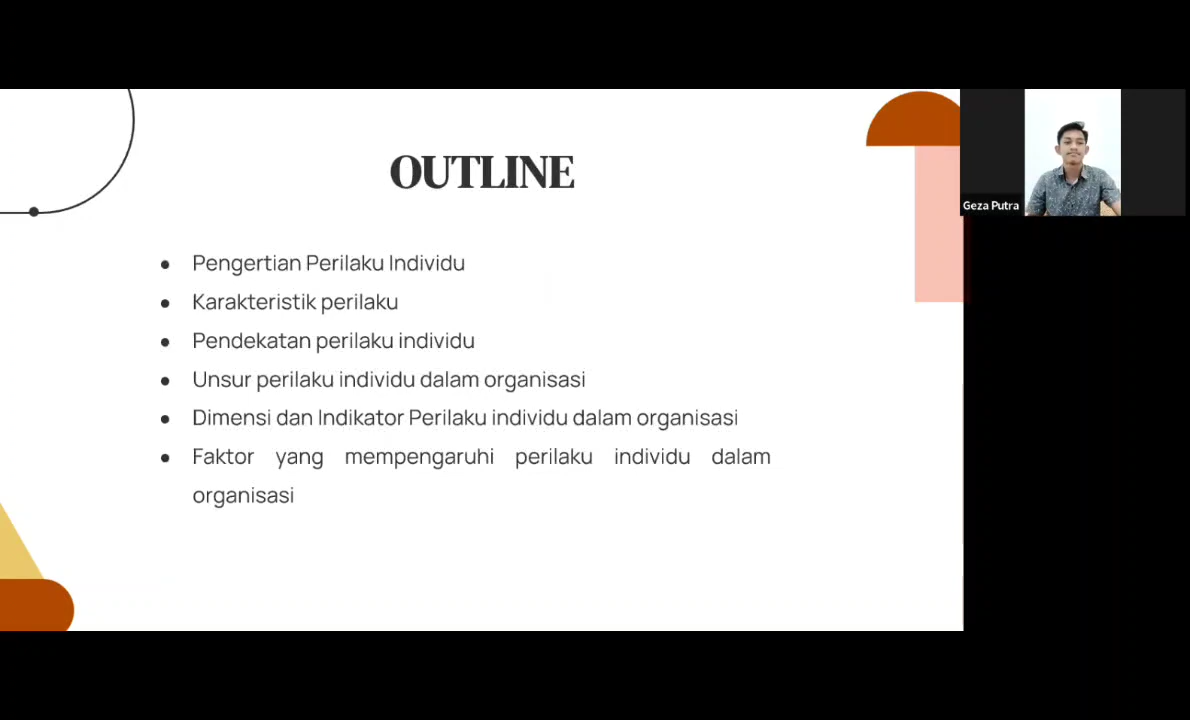 OUTLINE
Geza Putra
● Pengertian Perilaku Individu
● Karakteristik perilaku
● Pendekatan perilaku individu
● Unsur perilaku individu dalam organisasi
● Dimensi dan Indikator Perilaku individu dalam organisasi
● Faktor yang mempengaruhi perilaku individu dalam
organisasi